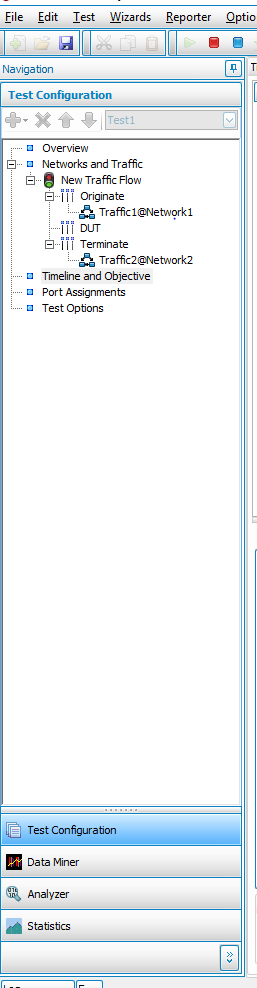 File Edit Test Wizards Reporter
Navigation
Test Configuration
Test1
Overview
Networks and Traffic
New Traffic Flow
Originate
Traffic1@Network1
DUT
Terminate
Traffic2@Network2
Timeline and Objective
Port Assignments
Test Options
Test Configuration
Data Miner
Analyzer
Statistics